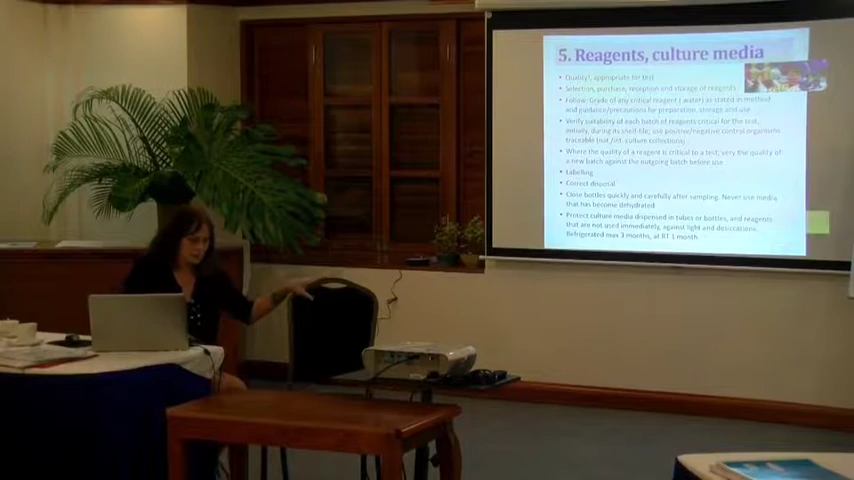 5. Reagents, culture media
• Quality!, appropriate for test
• Selection, purchase, reception and storage of reagents
• Follow: Grade of any critical reagent ( water) as stated in method
and guidance/precautions for preparation, storage and use
• Verify suitability of each batch of reagents critical for the test,
initially, during its shelf-life; use positive/negative control organisms
traceable (nat./int. culture collections)
• Where the quality of a reagent is critical to a test; very the quality of
a new batch against the outgoing batch before use
• Labelling
• Correct disposal
• Close bottles quickly and carefully after sampling. Never use media
that has become dehydrated
• Protect culture media dispensed in tubes or bottles, and reagents
that are not used immediately, against light and desiccations.
Refrigerated max 3 months, at RT 1 month